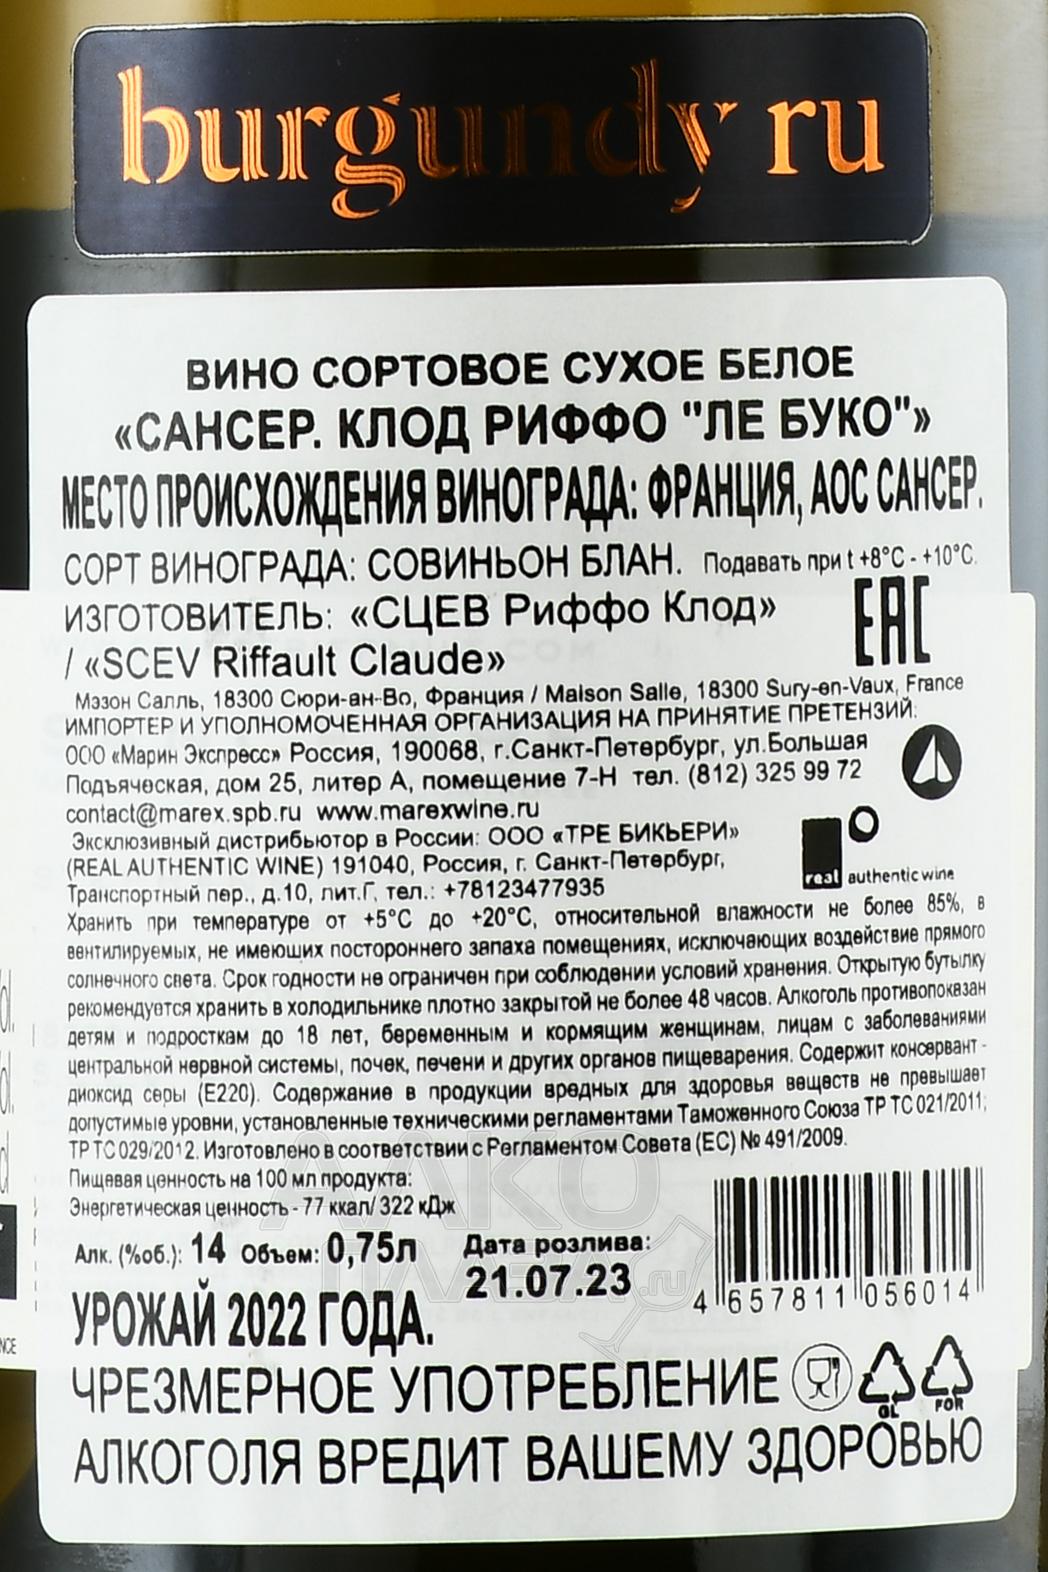 burgundy ru
ВИНО СОРТОВОЕ СУХОЕ БЕЛОЕ
«САНСЕР. КЛОД РИФФО "ЛЕ БУКО"»
МЕСТО ПРОИСХОЖДЕНИЯ ВИНОГРАДА: ФРАНЦИЯ, АОС САНСЕР.
СОРТ ВИНОГРАДА: СОВИНЬОН БЛАН. Подавать при t +8°С - +10°С.
ИЗГОТОВИТЕЛЬ: «СЦЕВ Риффо Клод»
/ «SCEV Riffault Claude»
EAC
Мэзон Салль, 18300 Сюри-ан-Во, Франция / Maison Salle, 18300 Sury-en-Vaux, France
ИМПОРТЕР И УПОЛНОМОЧЕННАЯ ОРГАНИЗАЦИЯ НА ПРИНЯТИЕ ПРЕТЕНЗИЙ:
ООО «Марин Экспресс» Россия, 190068, г.Санкт-Петербург, ул.Большая
Подъяческая, дом 25, литер А, помещение 7-Н тел. (812) 325 99 72
contact@marex.spb.ru www.marexwine.ru
Эксклюзивный дистрибьютор в России: ООО «ТРЕ БИКЬЕРИ»
(REAL AUTHENTIC WINE) 191040, Россия, г. Санкт-Петербург,
Транспортный пер., д.10, лит.Г, тел.: +78123477935
real authentic wine
Хранить при температуре от +5°С до +20°С, относительной влажности не более 85%, в
вентилируемых, не имеющих постороннего запаха помещениях, исключающих воздействие прямого
солнечного света. Срок годности не ограничен при соблюдении условий хранения. Открытую бутылку
рекомендуется хранить в холодильнике плотно закрытой не более 48 часов. Алкоголь противопоказан
детям и подросткам до 18 лет, беременным и кормящим женщинам, лицам с заболеваниями
центральной нервной системы, почек, печени и других органов пищеварения. Содержит консервант -
диоксид серы (Е220). Содержание в продукции вредных для здоровья веществ не превышает
допустимые уровни, установленные техническими регламентами Таможенного Союза ТР ТС 021/2011;
ТР ТС 029/2012. Изготовлено в соответствии с Регламентом Совета (ЕС) № 491/2009.
Пищевая ценность на 100 мл продукта:
Энергетическая ценность - 77 ккал/ 322 кДж
Алк. (%об.): 14 Объем: 0,75л
Дата розлива:
21.07.23
4 657811 056014
УРОЖАЙ 2022 ГОДА.
ЧРЕЗМЕРНОЕ УПОТРЕБЛЕНИЕ
GL FOR
АЛКОГОЛЯ ВРЕДИТ ВАШЕМУ ЗДОРОВЬЮ
АЛКО
ПЛАЗА.ru